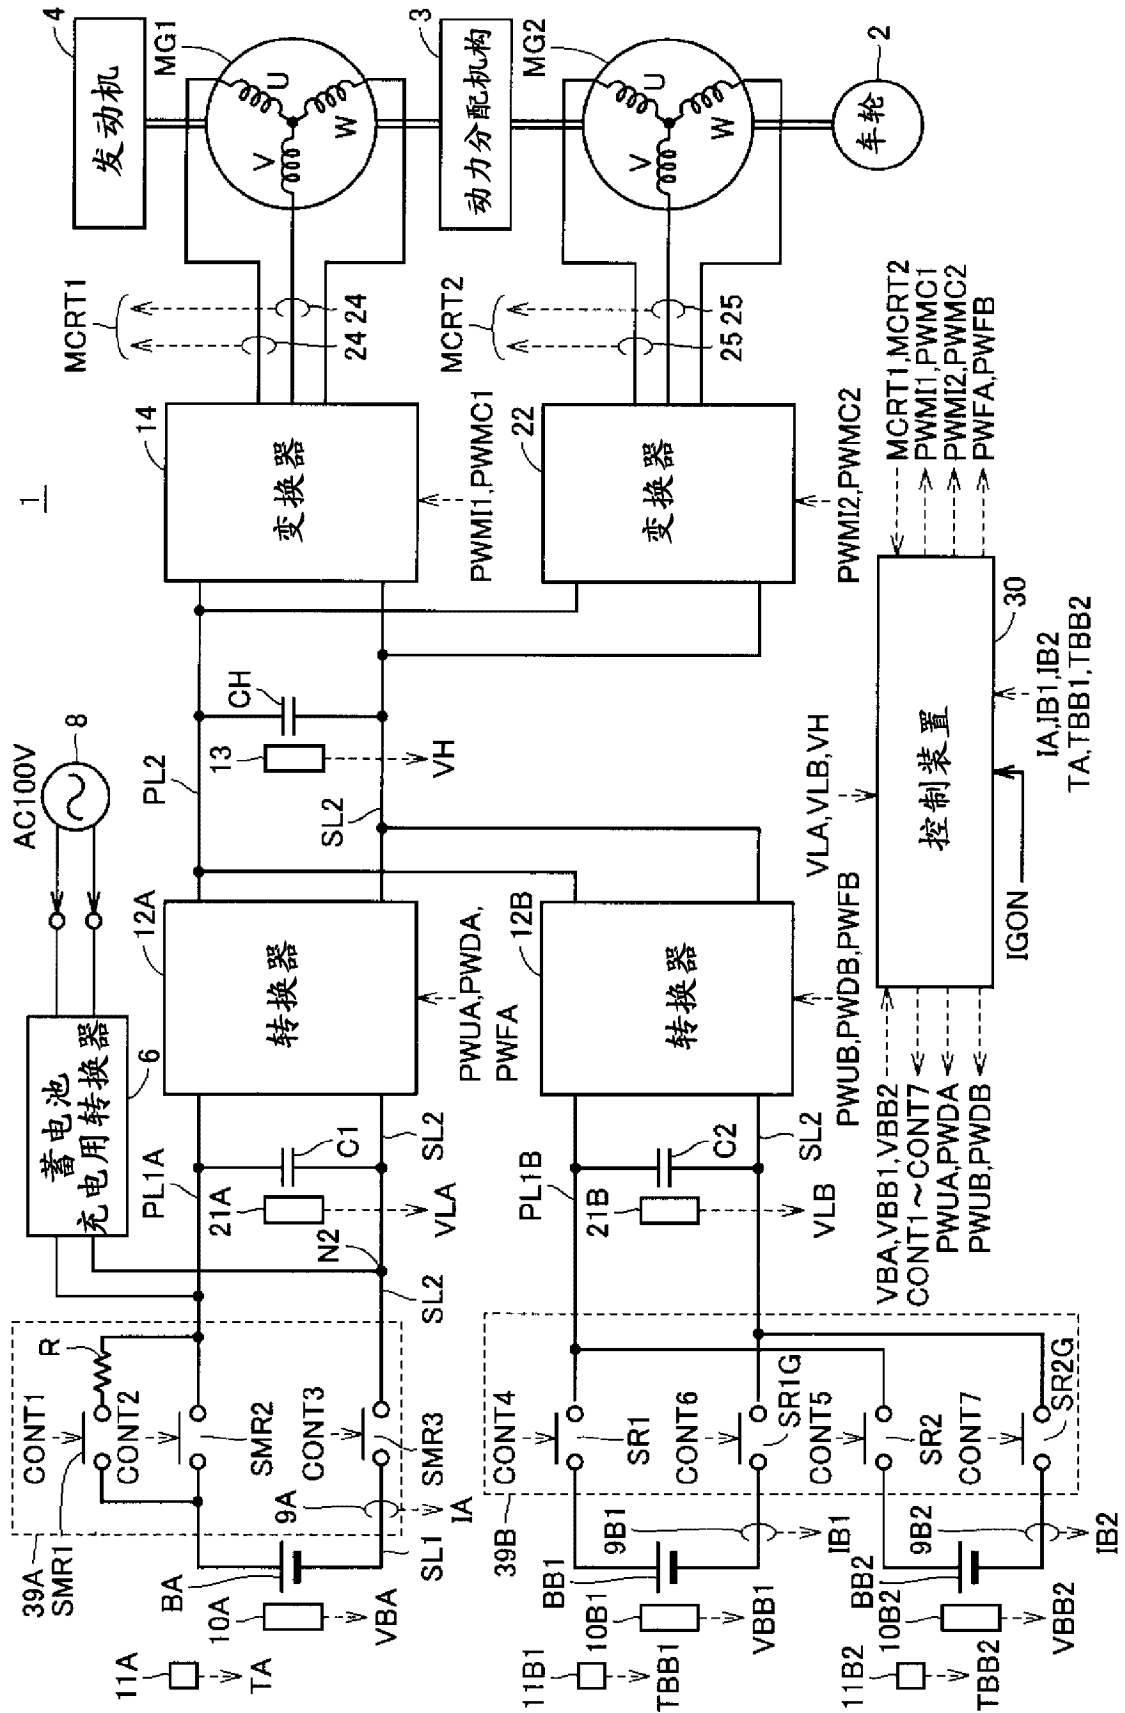 1
AC100V
8
蓄电池
充电用转换器
6
39A
SMR1
CONT1
R
CONT2
SMR2
CONT3
SMR3
11A
TA
BA
10A
VBA
9A
IA
SL1
PL1A
21A
C1
VLA
N2
SL2
SL2
12A
转换器
PWUA,PWDA,
PWFA
PL2
SL2
13
CH
VH
14
变换器
PWMI1,PWMC1
MCRT1
24
24
4
发动机
MG1
U
V
W
3
动力分配机构
39B
CONT4
SR1
CONT6
SR1G
CONT5
SR2
CONT7
SR2G
11B1
TBB1
BB1
10B1
VBB1
9B1
IB1
11B2
TBB2
BB2
10B2
VBB2
9B2
IB2
PL1B
21B
C2
VLB
SL2
12B
转换器
PWUB,PWDB,PWFB
22
变换器
PWMI2,PWMC2
MCRT2
25
25
MG2
U
V
W
2
车轮
VLA,VLB,VH
控制装置
30
VBA,VBB1,VBB2
CONT1~CONT7
PWUA,PWDA
PWUB,PWDB
IGON
IA,IB1,IB2
TA,TBB1,TBB2
MCRT1,MCRT2
PWMI1,PWMC1
PWMI2,PWMC2
PWFA,PWFB